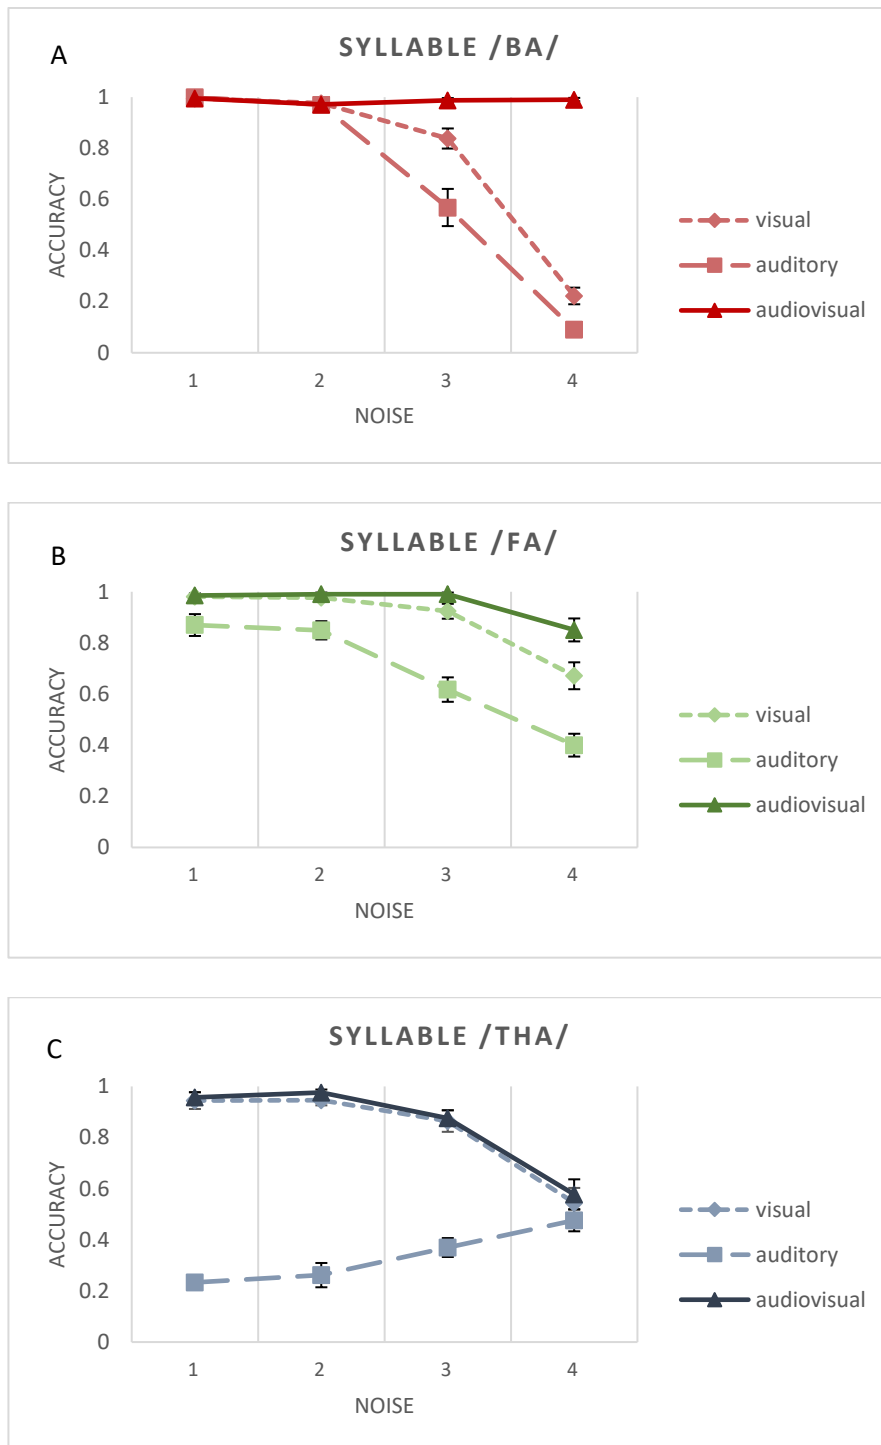 A
SYLLABLE /BA/
1
0.8
0.6
0.4
0.2
0
ACCURACY
1 2 3 4
NOISE
visual
auditory
audiovisual
B
SYLLABLE /FA/
1
0.8
0.6
0.4
0.2
0
ACCURACY
1 2 3 4
NOISE
visual
auditory
audiovisual
C
SYLLABLE /THA/
1
0.8
0.6
0.4
0.2
0
ACCURACY
1 2 3 4
NOISE
visual
auditory
audiovisual